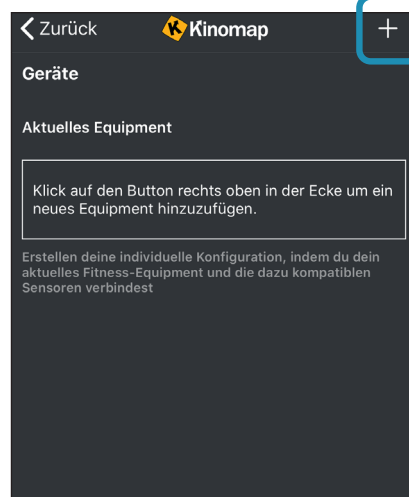 Zurück Kinomap +
Geräte
Aktuelles Equipment
Klick auf den Button rechts oben in der Ecke um ein
neues Equipment hinzuzufügen.
Erstellen deine individuelle Konfiguration, indem du dein
aktuelles Fitness-Equipment und die dazu kompatiblen
Sensoren verbindest